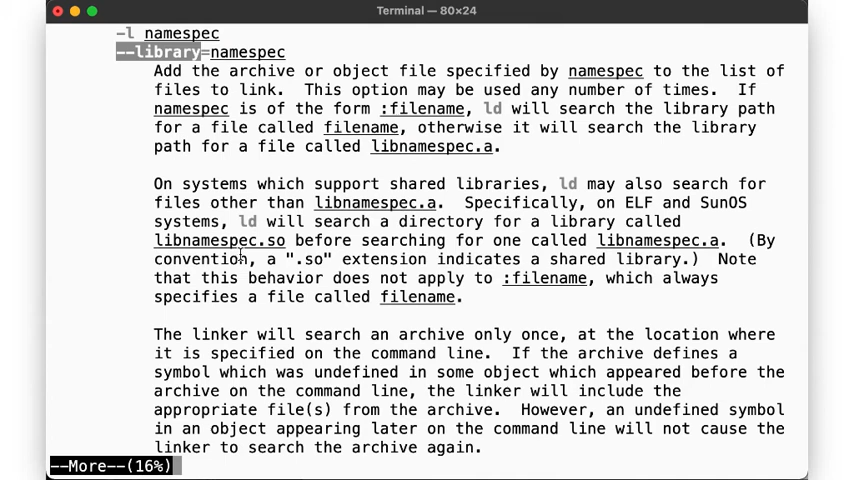 Terminal — 80×24
-l namespec
--library=namespec
Add the archive or object file specified by namespec to the list of
files to link.  This option may be used any number of times.  If
namespec is of the form :filename, ld will search the library path
for a file called filename, otherwise it will search the library
path for a file called libnamespec.a.
On systems which support shared libraries, ld may also search for
files other than libnamespec.a.  Specifically, on ELF and SunOS
systems, ld will search a directory for a library called
libnamespec.so before searching for one called libnamespec.a.  (By
convention, a ".so" extension indicates a shared library.)  Note
that this behavior does not apply to :filename, which always
specifies a file called filename.
The linker will search an archive only once, at the location where
it is specified on the command line.  If the archive defines a
symbol which was undefined in some object which appeared before the
archive on the command line, the linker will include the
appropriate file(s) from the archive.  However, an undefined symbol
in an object appearing later on the command line will not cause the
linker to search the archive again.
--More--(16%)